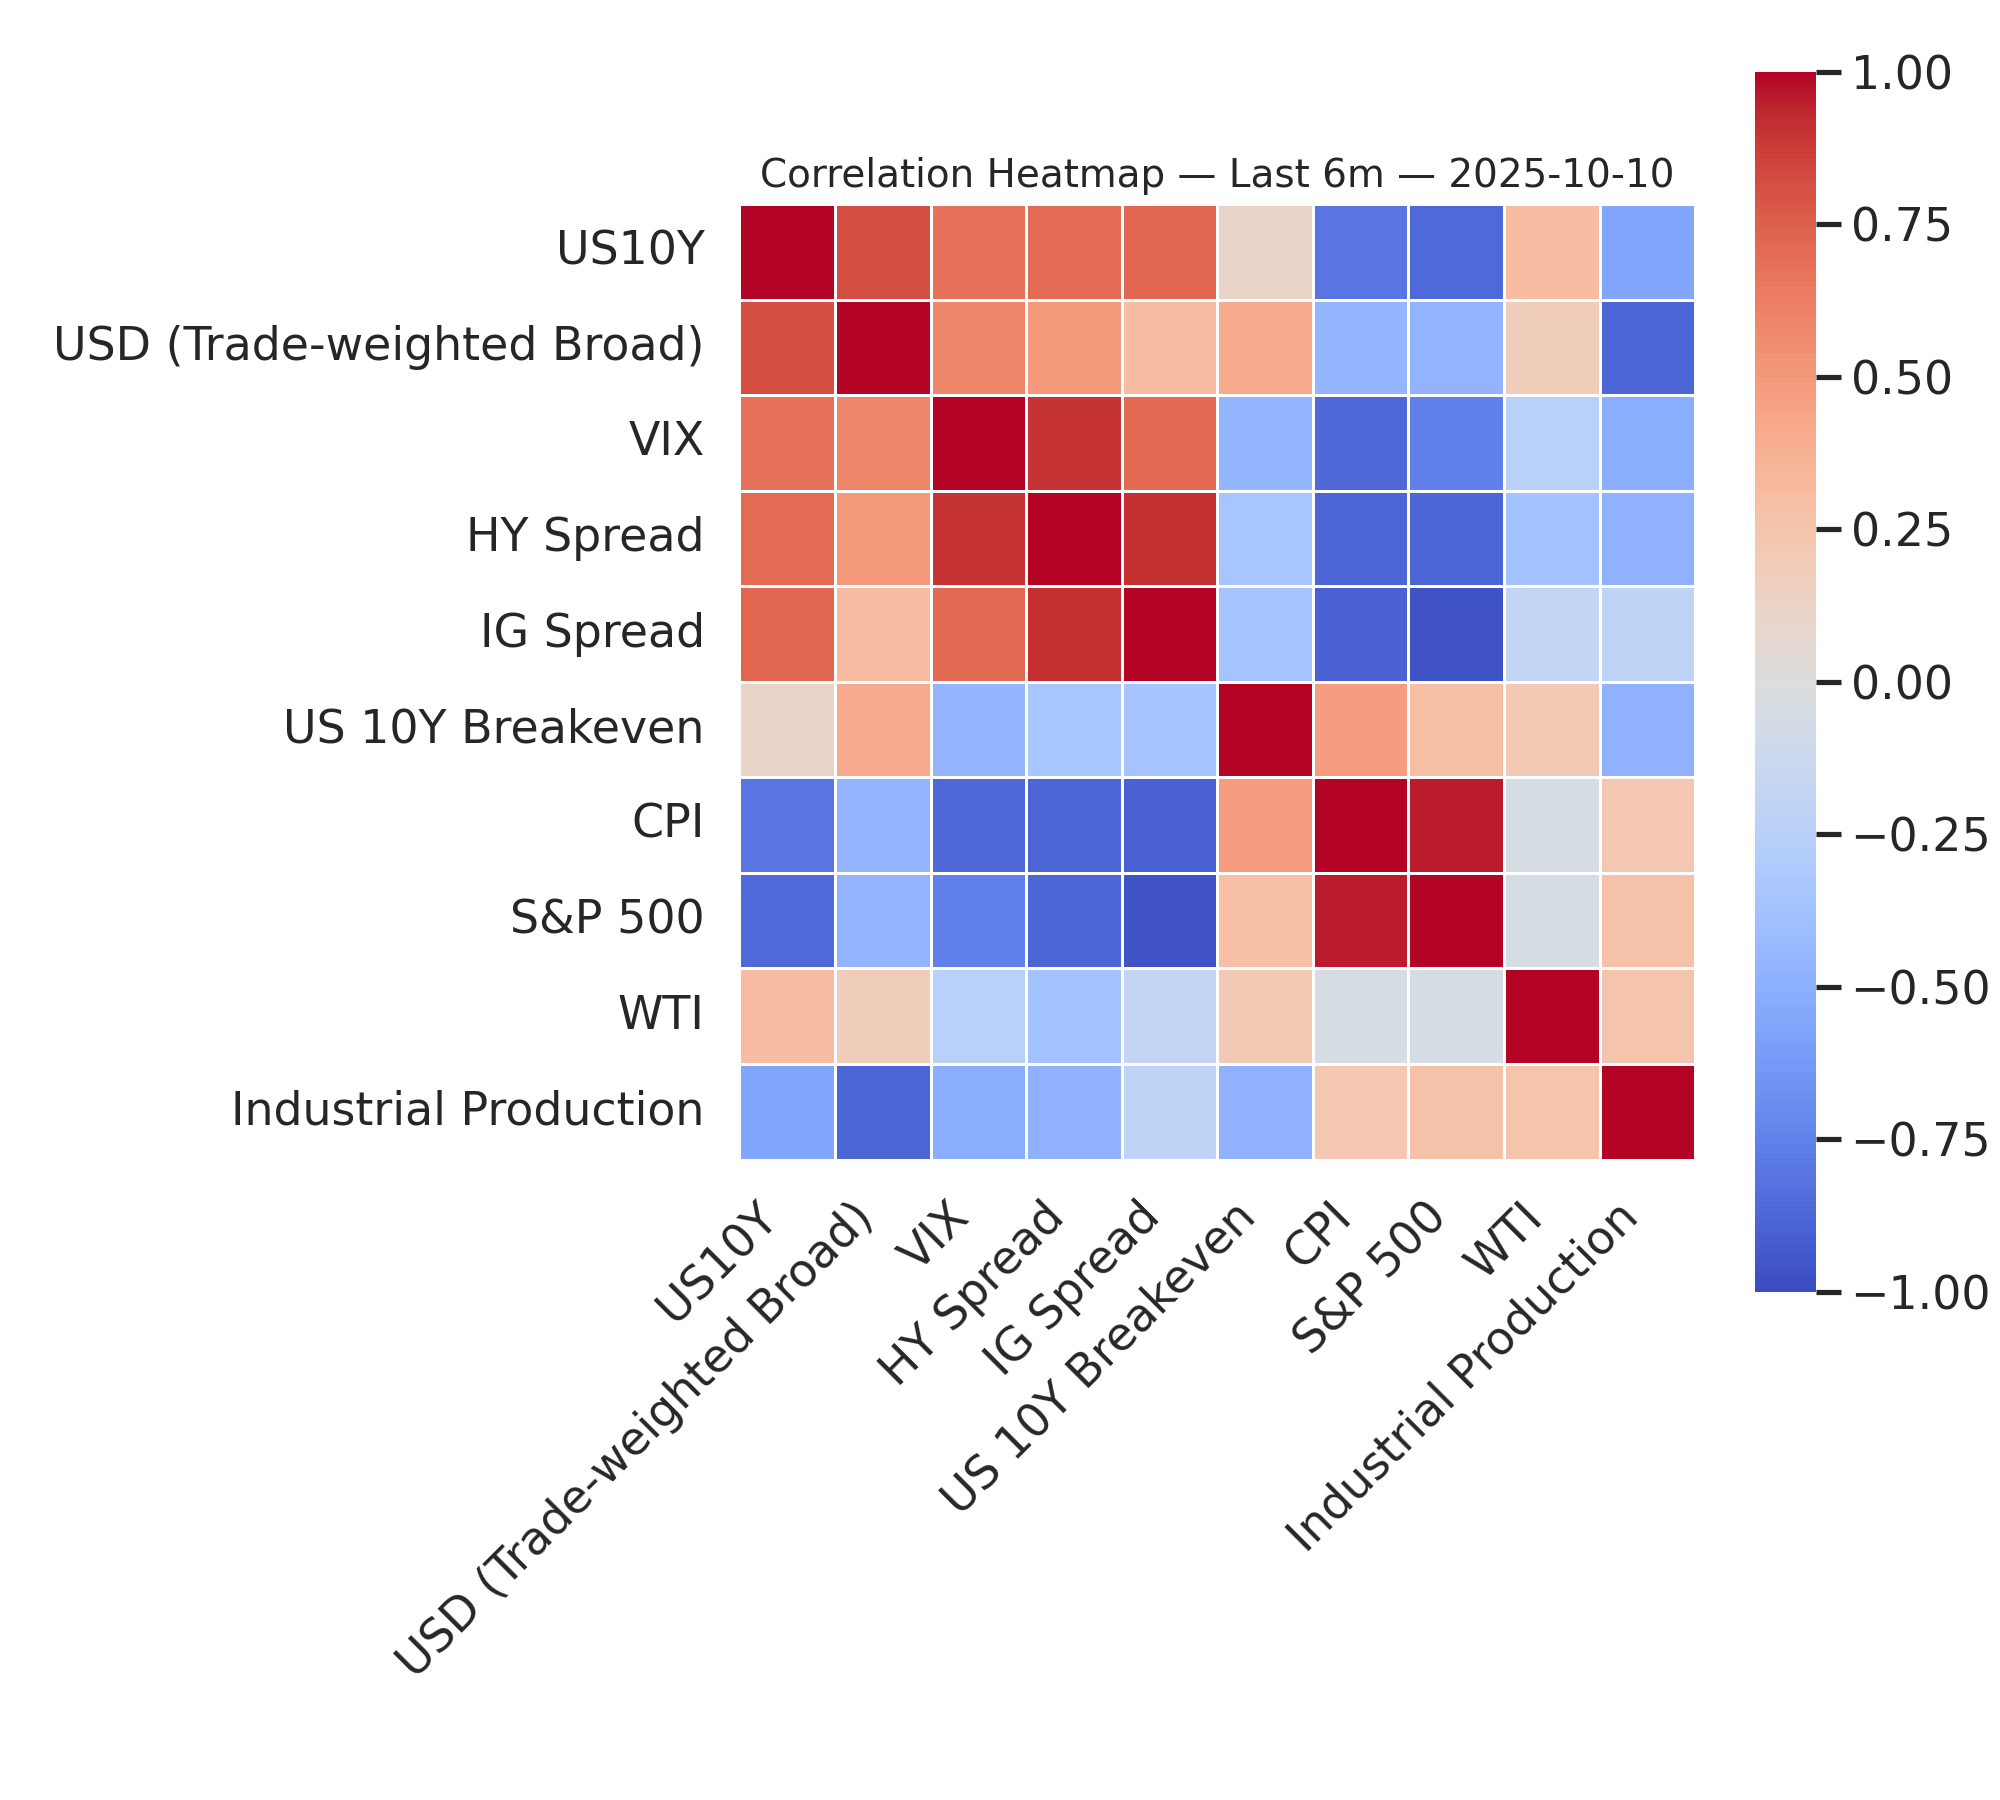 Correlation Heatmap — Last 6m — 2025-10-10
US10Y
USD (Trade-weighted Broad)
VIX
HY Spread
IG Spread
US 10Y Breakeven
CPI
S&P 500
WTI
Industrial Production
US10Y
USD (Trade-weighted Broad)
VIX
HY Spread
IG Spread
US 10Y Breakeven
CPI
S&P 500
WTI
Industrial Production
1.00
0.75
0.50
0.25
0.00
−0.25
−0.50
−0.75
−1.00